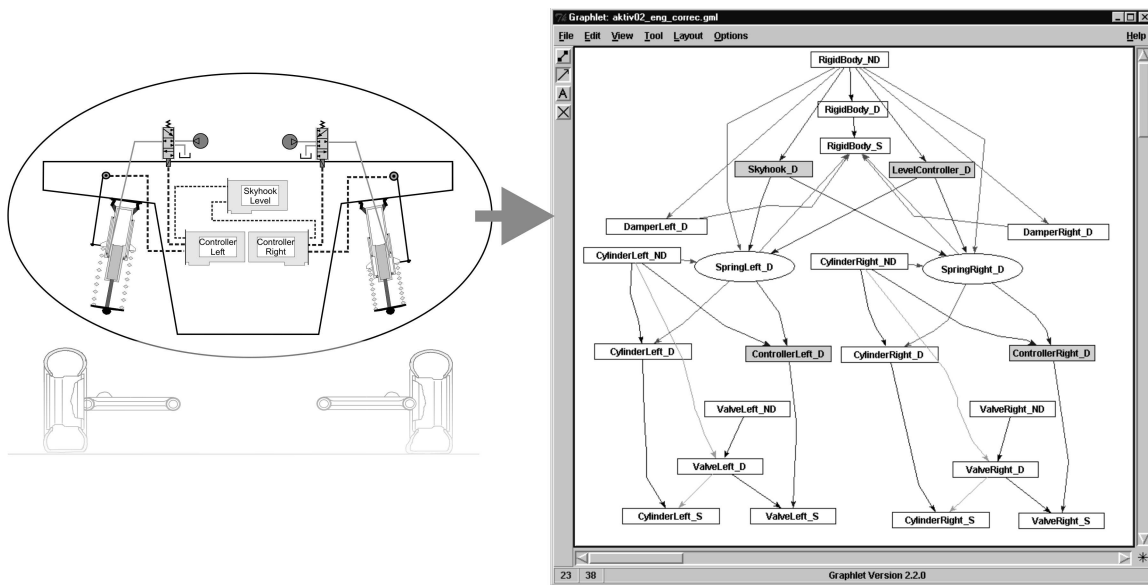 Skyhook
Level
Controller
Left
Controller
Right
Graphlet: aktiv02_eng_correc.gml
File Edit View Tool Layout Options Help
A
RigidBody_ND
RigidBody_D
RigidBody_S
Skyhook_D
LevelController_D
DamperLeft_D
DamperRight_D
CylinderLeft_ND
SpringLeft_D
CylinderRight_ND
SpringRight_D
CylinderLeft_D
ControllerLeft_D
CylinderRight_D
ControllerRight_D
ValveLeft_ND
ValveRight_ND
ValveLeft_D
ValveRight_D
CylinderLeft_S
ValveLeft_S
CylinderRight_S
ValveRight_S
23 38 Graphlet Version 2.2.0